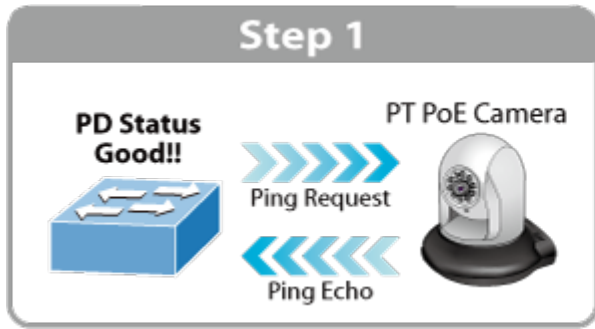 Step 1
PD Status
Good!!
PT PoE Camera
Ping Request
Ping Echo